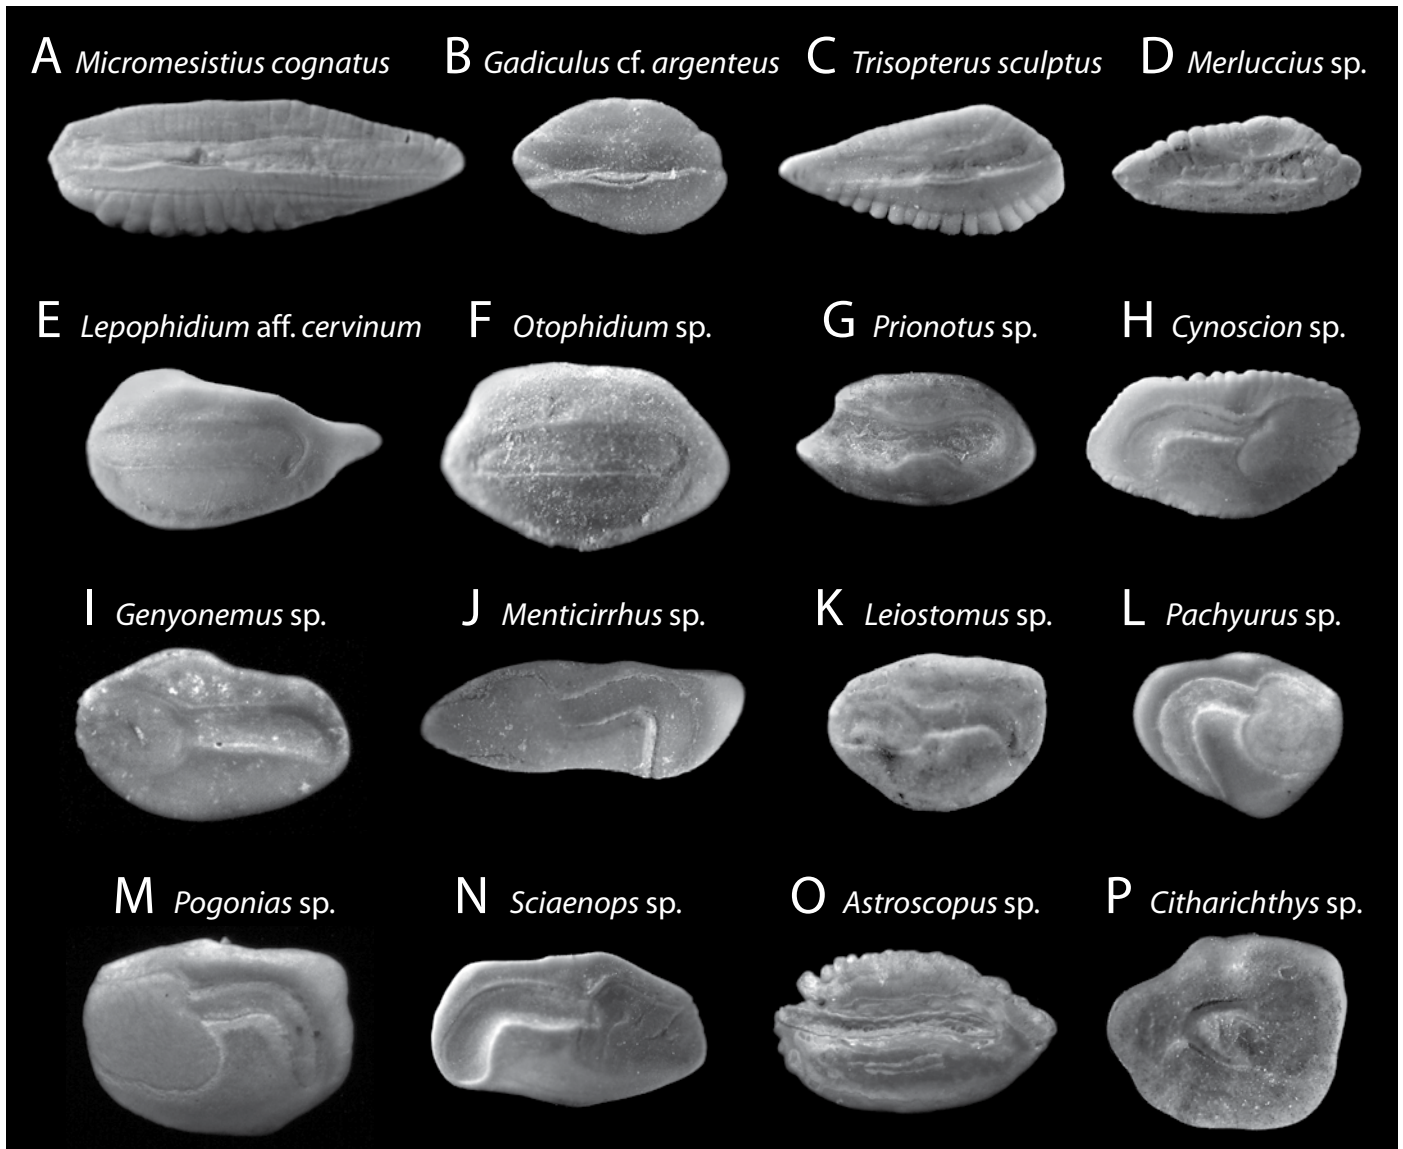 A Micromesistius cognatus B Gadiculus cf. argenteus C Trisopterus sculptus D Merluccius sp.
E Lepophidium aff. cervinum F Otophidium sp. G Prionotus sp. H Cynoscion sp.
I Genyonemus sp. J Menticirrhus sp. K Leiostomus sp. L Pachyurus sp.
M Pogonias sp. N Sciaenops sp. O Astroscopus sp. P Citharichthys sp.